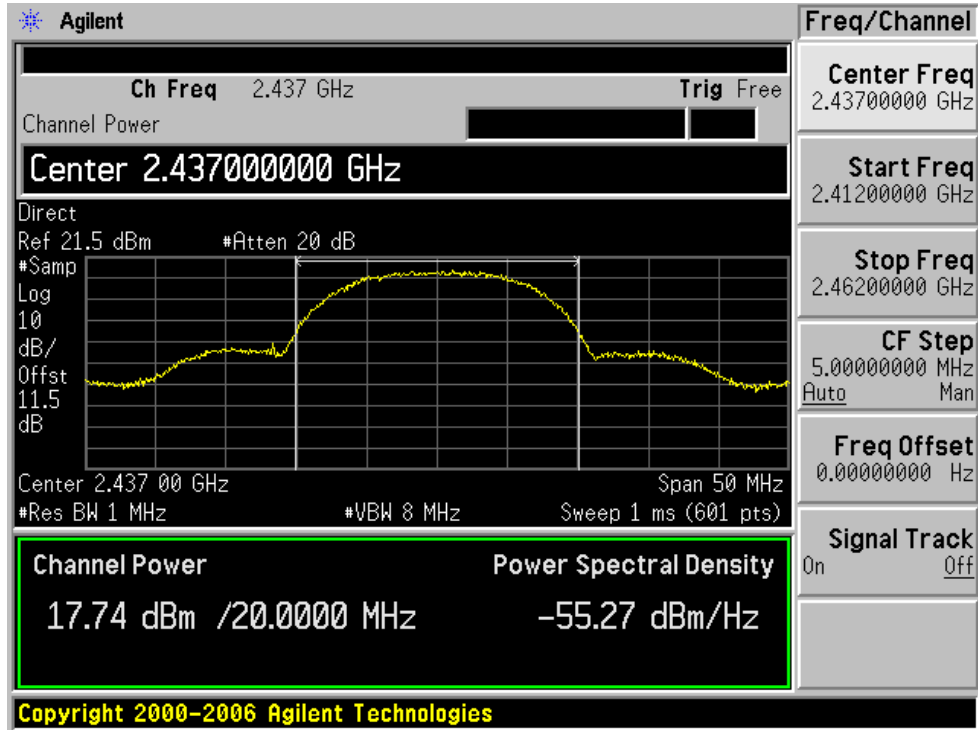 Agilent
Freq/Channel
Ch Freq 2.437 GHz Trig Free
Channel Power
Center 2.437000000 GHz
Direct
Ref 21.5 dBm #Atten 20 dB
#Samp
Log
10
dB/
Offst
11.5
dB
Center 2.437 00 GHz Span 50 MHz
#Res BW 1 MHz #VBW 8 MHz Sweep 1 ms (601 pts)
Channel Power Power Spectral Density
17.74 dBm /20.0000 MHz -55.27 dBm/Hz
Copyright 2000-2006 Agilent Technologies
Center Freq
2.43700000 GHz
Start Freq
2.41200000 GHz
Stop Freq
2.46200000 GHz
CF Step
5.00000000 MHz
Auto Man
Freq Offset
0.00000000 Hz
Signal Track
On Off